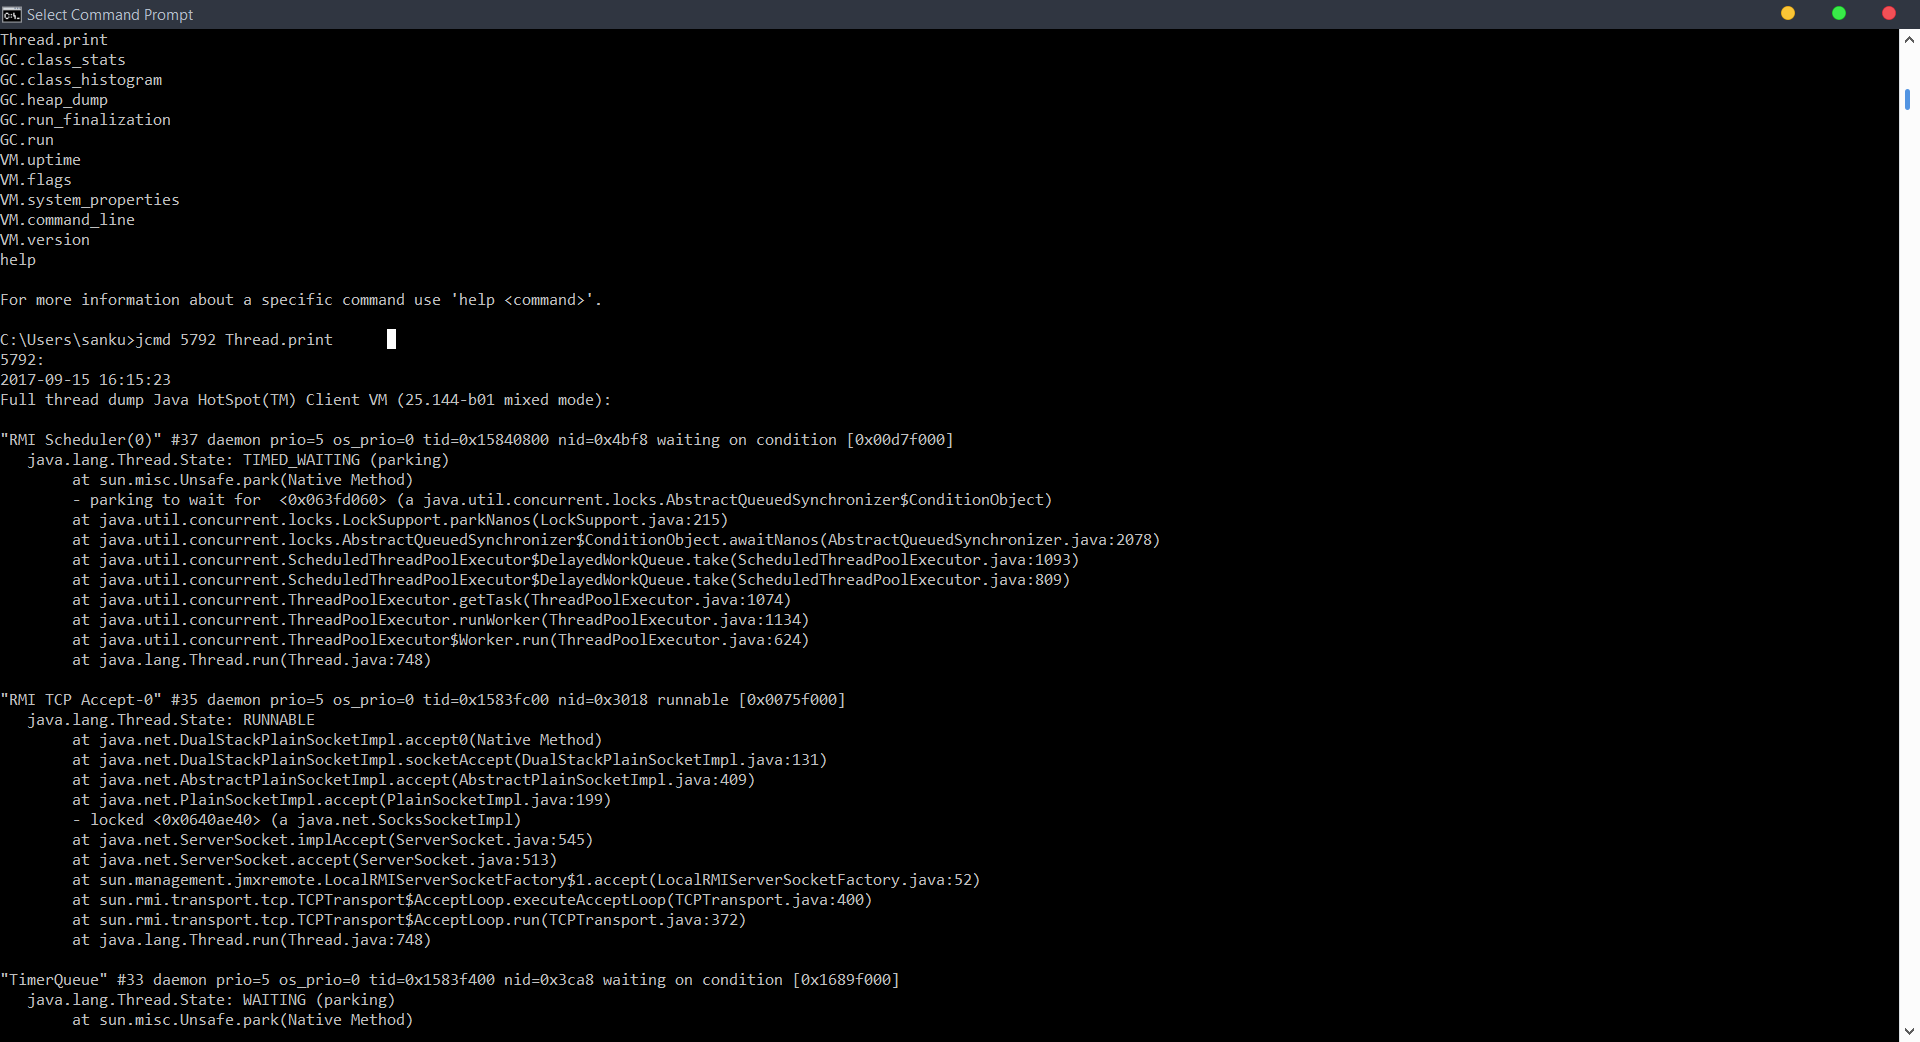 Select Command Prompt
Thread.print
GC.class_stats
GC.class_histogram
GC.heap_dump
GC.run_finalization
GC.run
VM.uptime
VM.flags
VM.system_properties
VM.command_line
VM.version
help
For more information about a specific command use 'help <command>'.
C:\Users\sanku>jcmd 5792 Thread.print
5792:
2017-09-15 16:15:23
Full thread dump Java HotSpot(TM) Client VM (25.144-b01 mixed mode):
"RMI Scheduler(0)" #37 daemon prio=5 os_prio=0 tid=0x15840800 nid=0x4bf8 waiting on condition [0x00d7f000]
java.lang.Thread.State: TIMED_WAITING (parking)
at sun.misc.Unsafe.park(Native Method)
- parking to wait for  <0x063fd060> (a java.util.concurrent.locks.AbstractQueuedSynchronizer$ConditionObject)
at java.util.concurrent.locks.LockSupport.parkNanos(LockSupport.java:215)
at java.util.concurrent.locks.AbstractQueuedSynchronizer$ConditionObject.awaitNanos(AbstractQueuedSynchronizer.java:2078)
at java.util.concurrent.ScheduledThreadPoolExecutor$DelayedWorkQueue.take(ScheduledThreadPoolExecutor.java:1093)
at java.util.concurrent.ScheduledThreadPoolExecutor$DelayedWorkQueue.take(ScheduledThreadPoolExecutor.java:809)
at java.util.concurrent.ThreadPoolExecutor.getTask(ThreadPoolExecutor.java:1074)
at java.util.concurrent.ThreadPoolExecutor.runWorker(ThreadPoolExecutor.java:1134)
at java.util.concurrent.ThreadPoolExecutor$Worker.run(ThreadPoolExecutor.java:624)
at java.lang.Thread.run(Thread.java:748)
"RMI TCP Accept-0" #35 daemon prio=5 os_prio=0 tid=0x1583fc00 nid=0x3018 runnable [0x0075f000]
java.lang.Thread.State: RUNNABLE
at java.net.DualStackPlainSocketImpl.accept0(Native Method)
at java.net.DualStackPlainSocketImpl.socketAccept(DualStackPlainSocketImpl.java:131)
at java.net.AbstractPlainSocketImpl.accept(AbstractPlainSocketImpl.java:409)
at java.net.PlainSocketImpl.accept(PlainSocketImpl.java:199)
- locked <0x0640ae40> (a java.net.SocksSocketImpl)
at java.net.ServerSocket.implAccept(ServerSocket.java:545)
at java.net.ServerSocket.accept(ServerSocket.java:513)
at sun.management.jmxremote.LocalRMIServerSocketFactory$1.accept(LocalRMIServerSocketFactory.java:52)
at sun.rmi.transport.tcp.TCPTransport$AcceptLoop.executeAcceptLoop(TCPTransport.java:400)
at sun.rmi.transport.tcp.TCPTransport$AcceptLoop.run(TCPTransport.java:372)
at java.lang.Thread.run(Thread.java:748)
"TimerQueue" #33 daemon prio=5 os_prio=0 tid=0x1583f400 nid=0x3ca8 waiting on condition [0x1689f000]
java.lang.Thread.State: WAITING (parking)
at sun.misc.Unsafe.park(Native Method)